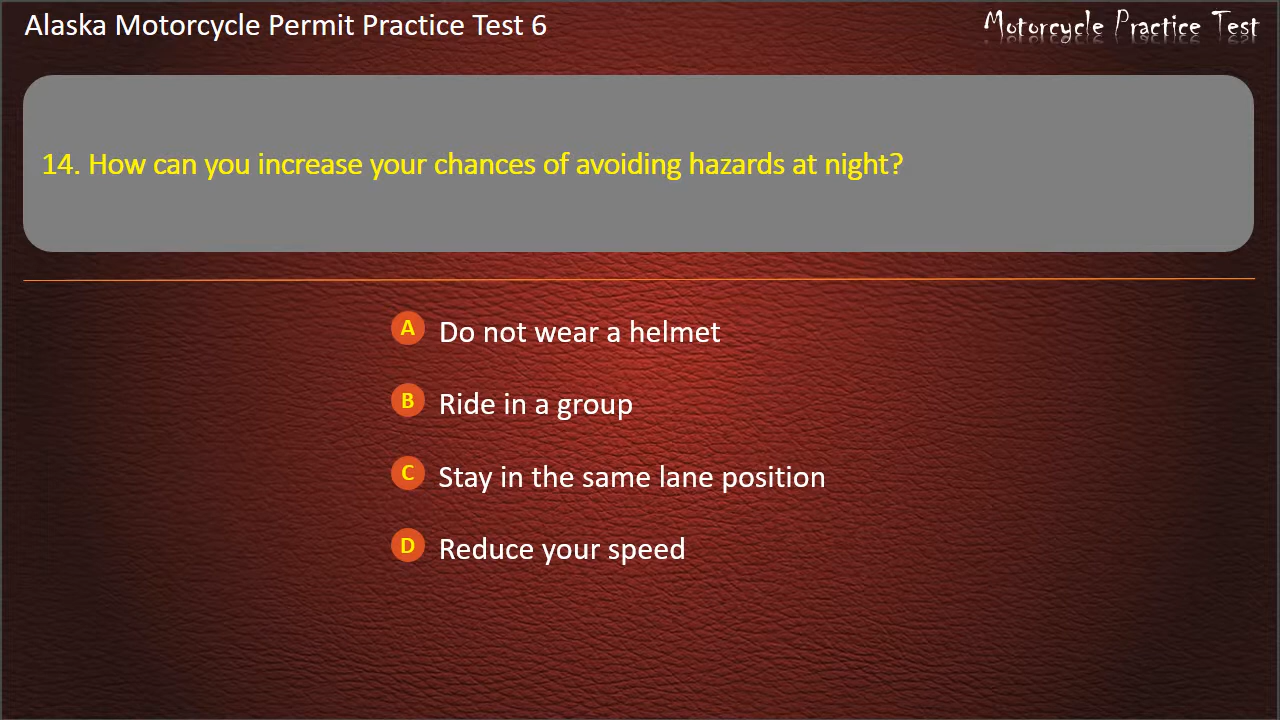 Alaska Motorcycle Permit Practice Test 6
Motorcycle Practice Test
14. How can you increase your chances of avoiding hazards at night?
A Do not wear a helmet
B Ride in a group
C Stay in the same lane position
D Reduce your speed